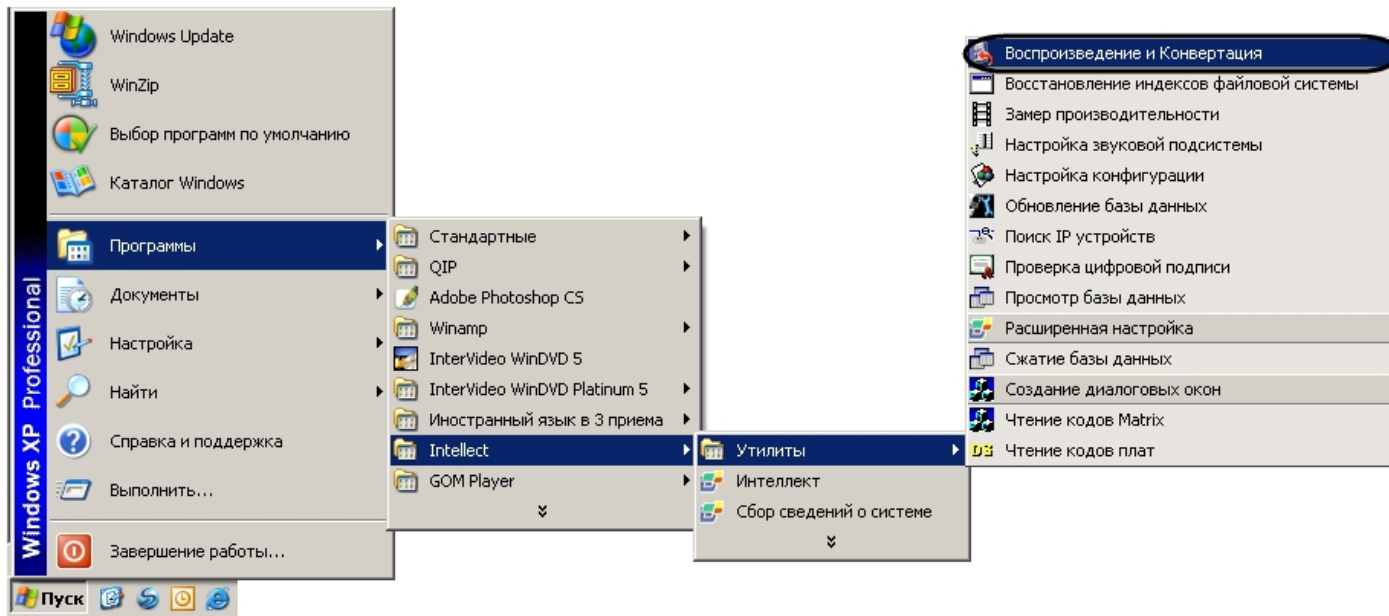 Windows Update
WinZip
Выбор программ по умолчанию
Каталог Windows
Программы
Документы
Настройка
Найти
Справка и поддержка
Выполнить...
Завершение работы...
Windows XP Professional
Пуск
Стандартные
QIP
Adobe Photoshop CS
Winamp
InterVideo WinDVD 5
InterVideo WinDVD Platinum 5
Иностранный язык в 3 приема
Intellect
GOM Player
Утилиты
Интеллект
Сбор сведений о системе
Воспроизведение и Конвертация
Восстановление индексов файловой системы
Замер производительности
Настройка звуковой подсистемы
Настройка конфигурации
Обновление базы данных
Поиск IP устройств
Проверка цифровой подписи
Просмотр базы данных
Расширенная настройка
Сжатие базы данных
Создание диалоговых окон
Чтение кодов Matrix
Чтение кодов плат